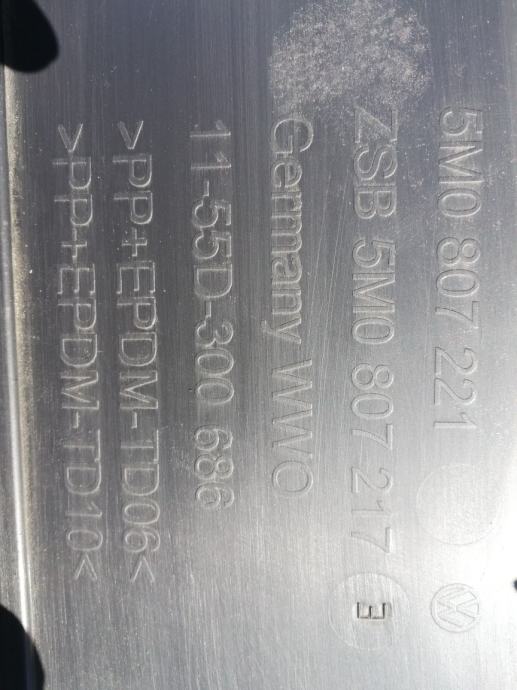 5M0 807 221
ZSB 5M0 807 217 E
Germany WWO
11-55D-300 686
>PP+EPDM-TD06<
>PP+EPDM-TD10<